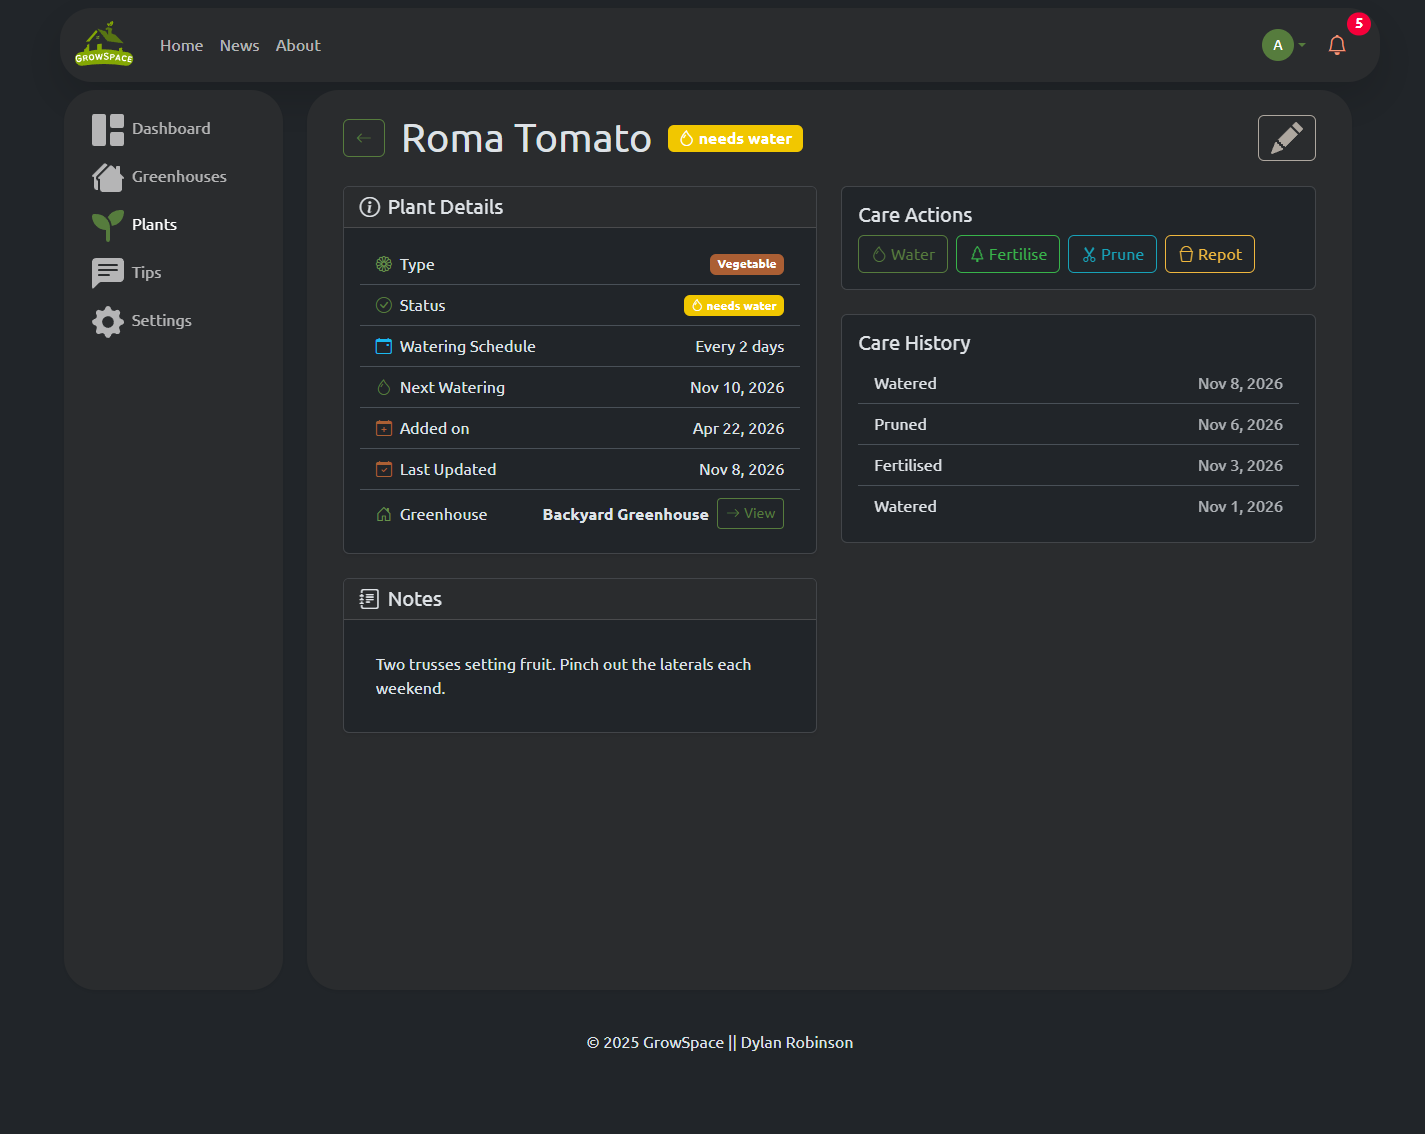 GROWSPACE
Home News About
A
5
Dashboard
Greenhouses
Plants
Tips
Settings
Roma Tomato needs water
Plant Details
Type Vegetable
Status needs water
Watering Schedule Every 2 days
Next Watering Nov 10, 2026
Added on Apr 22, 2026
Last Updated Nov 8, 2026
Greenhouse Backyard Greenhouse View
Notes
Two trusses setting fruit. Pinch out the laterals each
weekend.
Care Actions
Water Fertilise Prune Repot
Care History
Watered Nov 8, 2026
Pruned Nov 6, 2026
Fertilised Nov 3, 2026
Watered Nov 1, 2026
© 2025 GrowSpace || Dylan Robinson